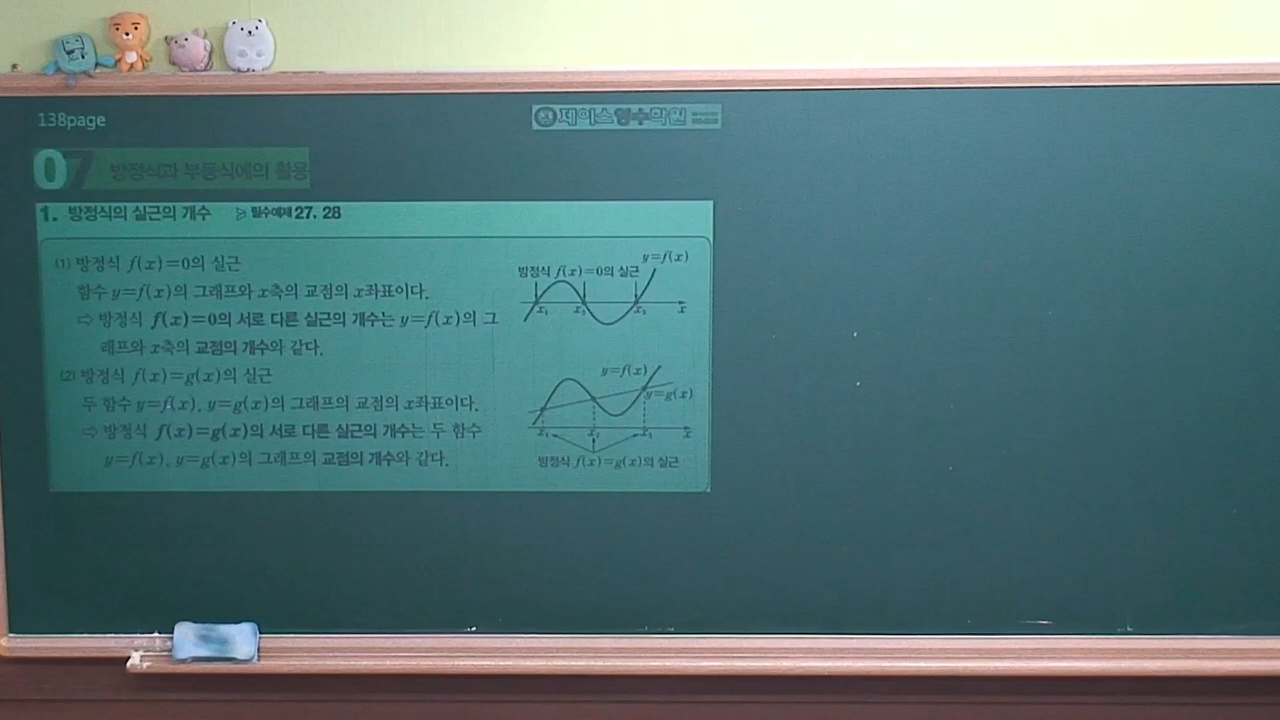 138page
제이스영수학원
07 방정식과 부등식에의 활용
1. 방정식의 실근의 개수 ▷ 필수예제 27. 28
(1) 방정식 f(x)=0의 실근
함수 y=f(x)의 그래프와 x축의 교점의 x좌표이다.
⇨ 방정식 f(x)=0의 서로 다른 실근의 개수는 y=f(x)의 그
래프와 x축의 교점의 개수와 같다.
y=f(x)
방정식 f(x)=0의 실근
x₁ x₂ x₃ x
(2) 방정식 f(x)=g(x)의 실근
두 함수 y=f(x), y=g(x)의 그래프의 교점의 x좌표이다.
⇨ 방정식 f(x)=g(x)의 서로 다른 실근의 개수는 두 함수
y=f(x), y=g(x)의 그래프의 교점의 개수와 같다.
y=f(x)
y=g(x)
x₁ x₂ x₃ x
방정식 f(x)=g(x)의 실근